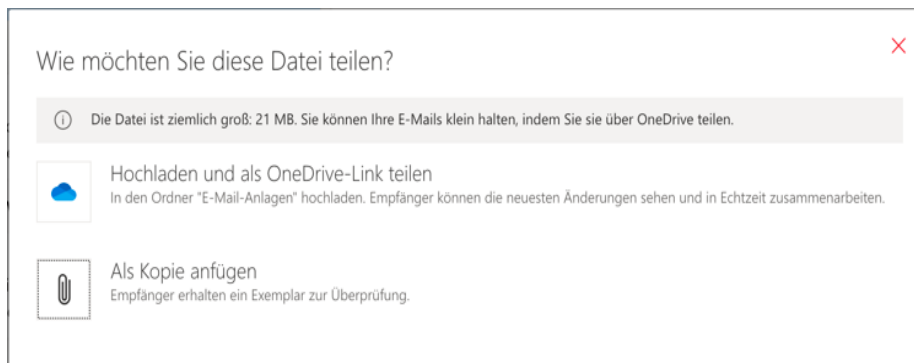 Wie möchten Sie diese Datei teilen?
Die Datei ist ziemlich groß: 21 MB. Sie können Ihre E-Mails klein halten, indem Sie sie über OneDrive teilen.
Hochladen und als OneDrive-Link teilen
In den Ordner "E-Mail-Anlagen" hochladen. Empfänger können die neuesten Änderungen sehen und in Echtzeit zusammenarbeiten.
Als Kopie anfügen
Empfänger erhalten ein Exemplar zur Überprüfung.